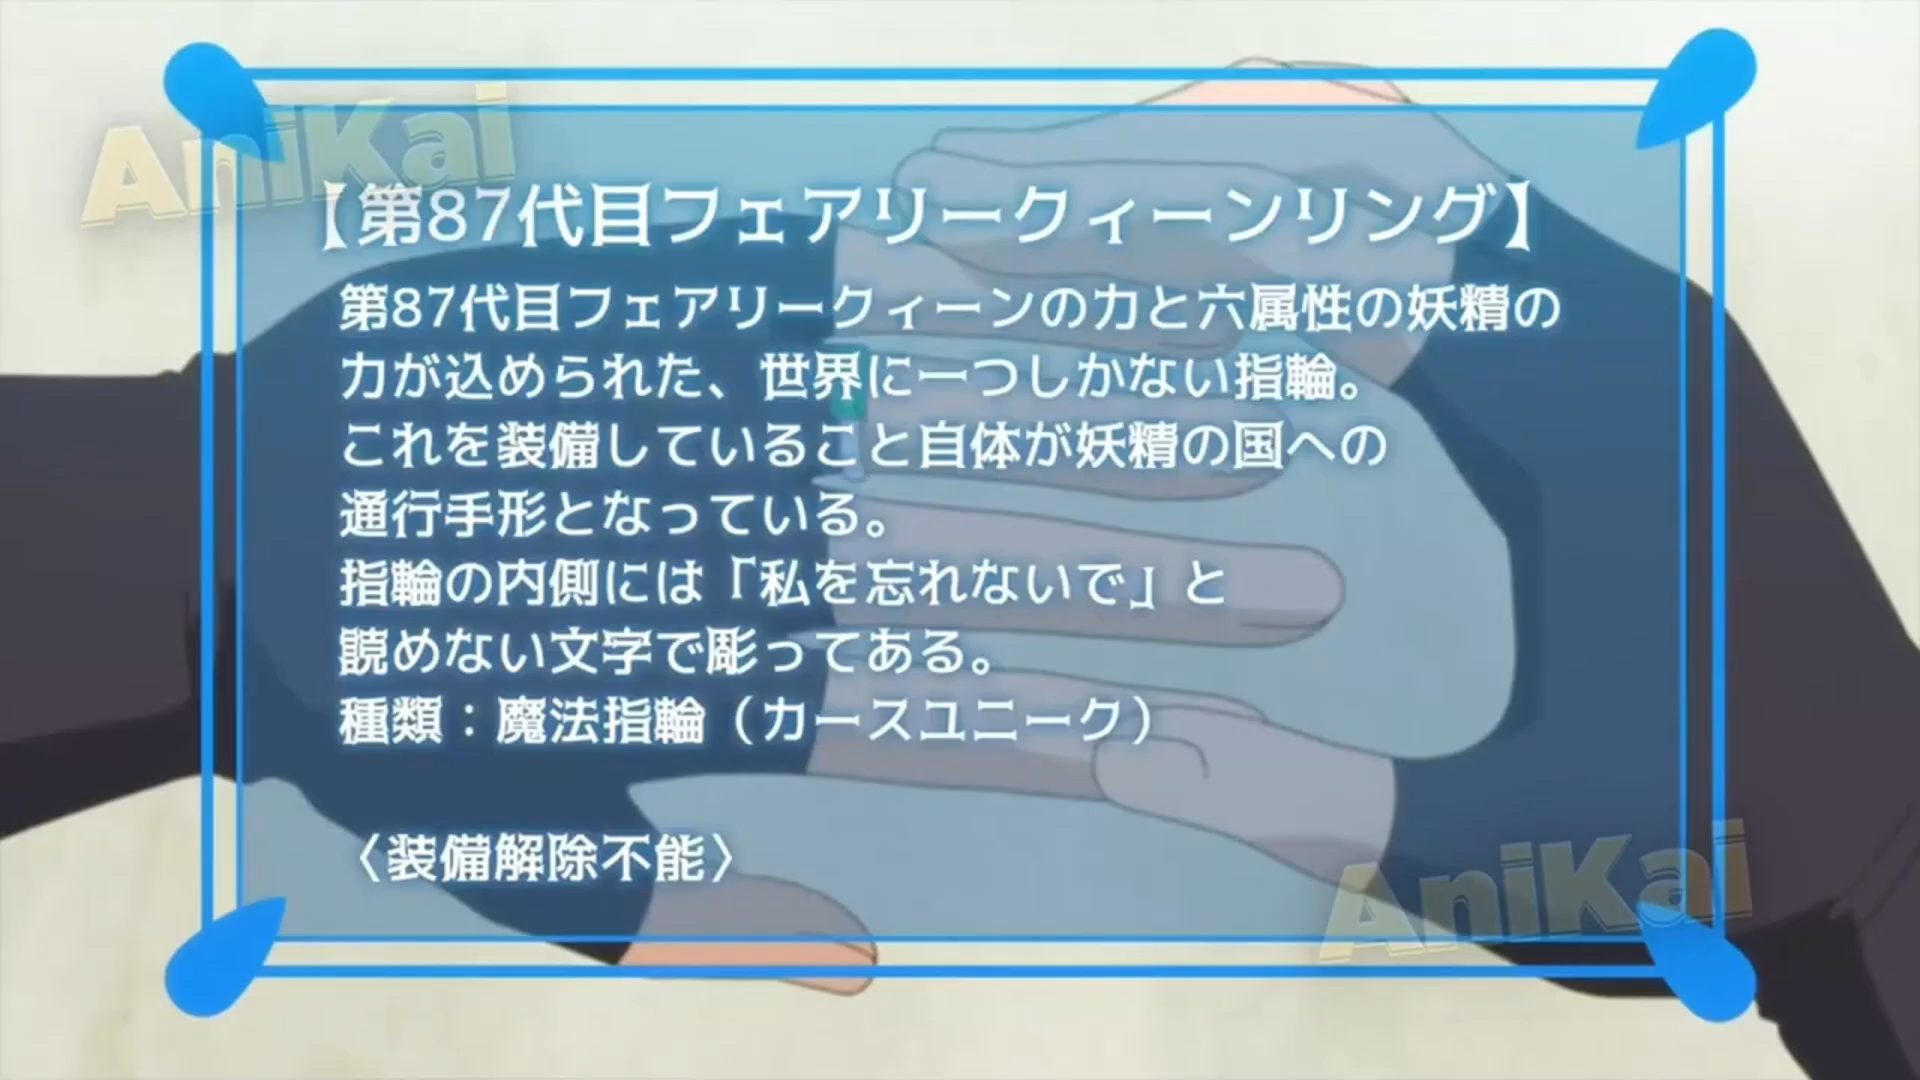 AniKai
【第87代目フェアリークィーンリング】
第87代目フェアリークィーンの力と六属性の妖精の
力が込められた、世界に一つしかない指輪。
これを装備していること自体が妖精の国への
通行手形となっている。
指輪の内側には「私を忘れないで」と
読めない文字で彫ってある。
種類：魔法指輪（カースユニーク）
〈装備解除不能〉
AniKai